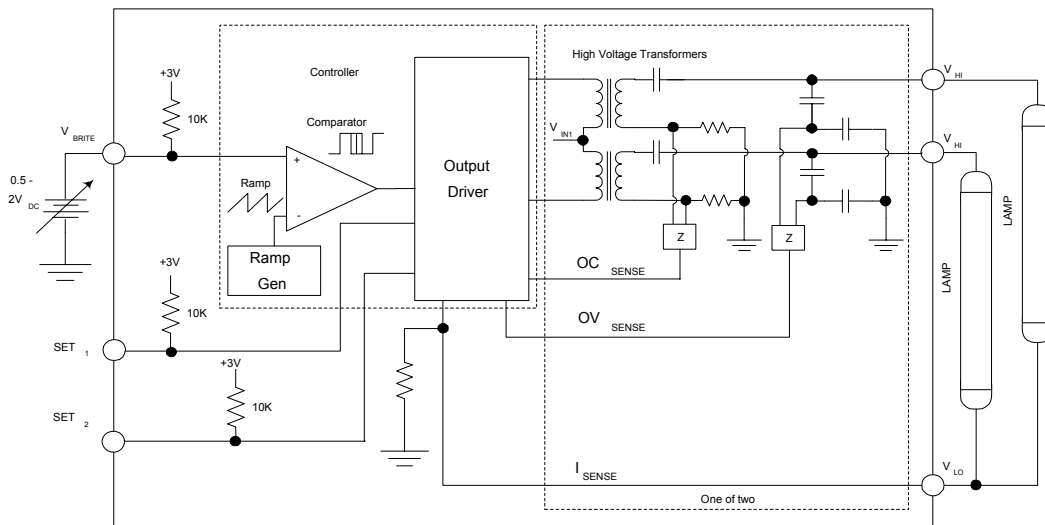 High Voltage Transformers
+3V
Controller
V HI
10K
V BRITE
Comparator
V IN1
V HI
+
Output
Driver
0.5 -
2V DC
Ramp
-
Z
Z
LAMP
LAMP
+3V
Ramp
Gen
OC SENSE
10K
OV SENSE
SET 1
+3V
10K
SET 2
I SENSE
V LO
One of two